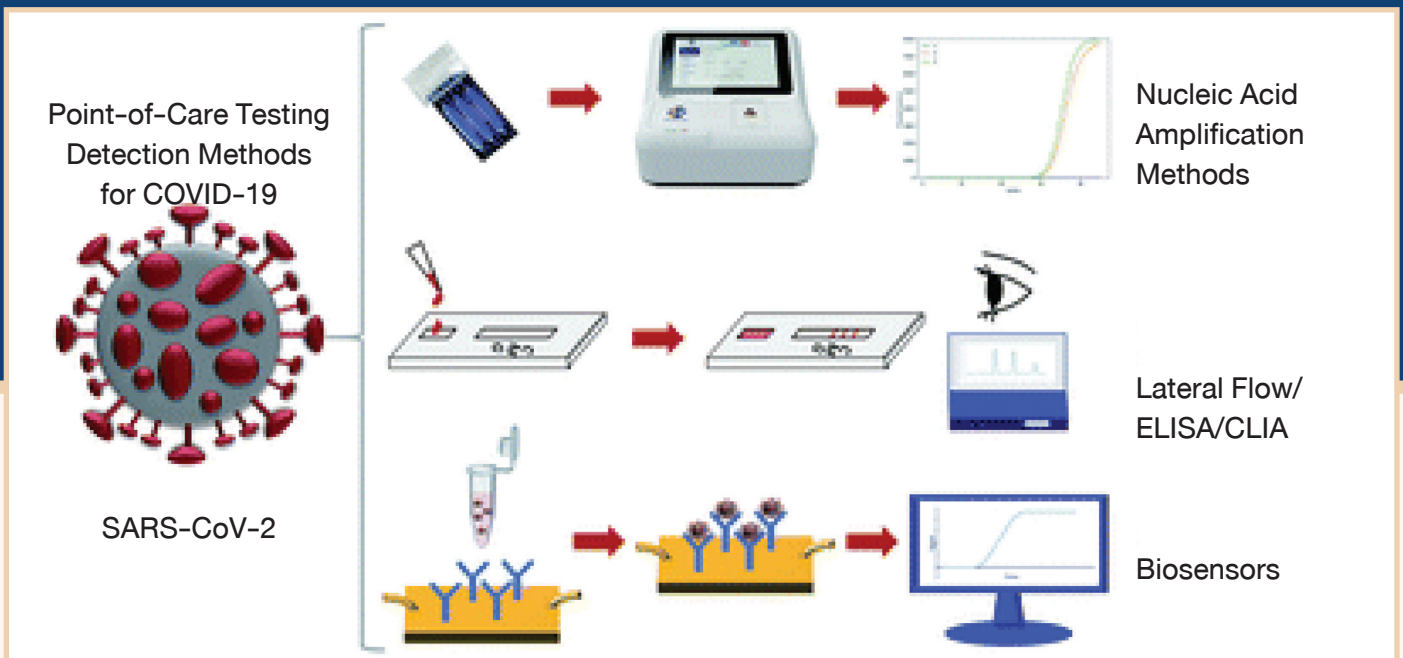 Point-of-Care Testing
Detection Methods
for COVID-19
SARS-CoV-2
Nucleic Acid
Amplification
Methods
Lateral Flow/
ELISA/CLIA
Biosensors